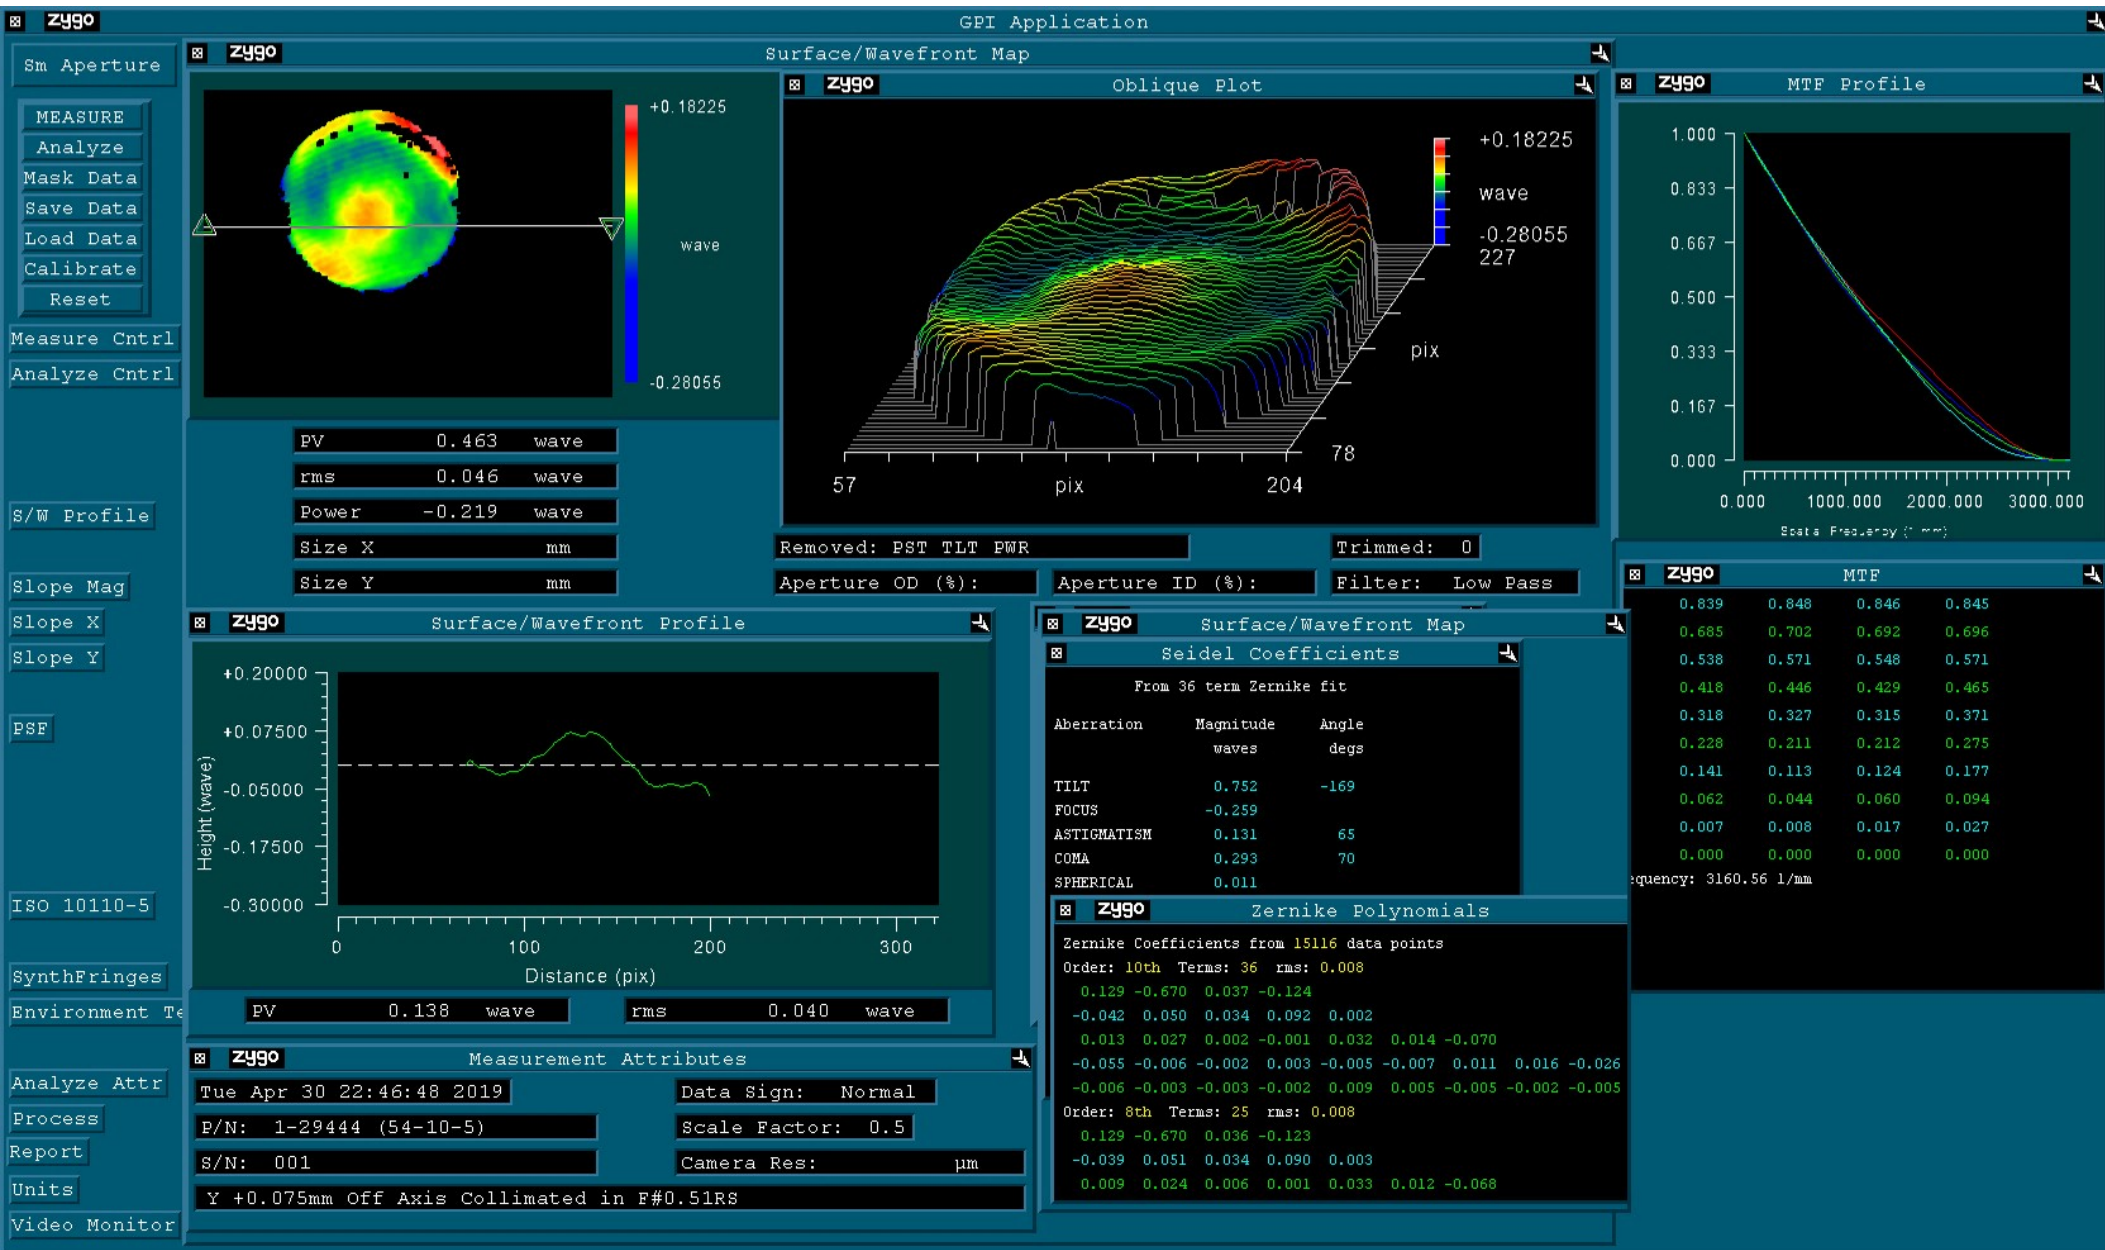 zygo GPI Application
Sm Aperture
MEASURE
Analyze
Mask Data
Save Data
Load Data
Calibrate
Reset
Measure Cntrl
Analyze Cntrl
S/W Profile
Slope Mag
Slope X
Slope Y
PSF
ISO 10110-5
SynthFringes
Environment Te
Analyze Attr
Process
Report
Units
Video Monitor
zygo Surface/Wavefront Map
+0.18225
wave
-0.28055
PV 0.463 wave
rms 0.046 wave
Power -0.219 wave
Size X mm
Size Y mm
zygo Oblique Plot
+0.18225
wave
-0.28055
227
pix
78
57 pix 204
Removed: PST TLT PWR
Trimmed: 0
Aperture OD (%):
Aperture ID (%):
Filter: Low Pass
zygo MTF Profile
1.000
0.833
0.667
0.500
0.333
0.167
0.000
0.000 1000.000 2000.000 3000.000
zygo MTF
0.839 0.848 0.846 0.845
0.685 0.702 0.692 0.696
0.538 0.571 0.548 0.571
0.418 0.446 0.429 0.465
0.318 0.327 0.315 0.371
0.228 0.211 0.212 0.275
0.141 0.113 0.124 0.177
0.062 0.044 0.060 0.094
0.007 0.008 0.017 0.027
0.000 0.000 0.000 0.000
equency: 3160.56 1/mm
zygo Surface/Wavefront Profile
+0.20000
+0.07500
-0.05000
-0.17500
-0.30000
Height (wave)
0 100 200 300
Distance (pix)
PV 0.138 wave
rms 0.040 wave
zygo Surface/Wavefront Map
Seidel Coefficients
From 36 term Zernike fit
Aberration Magnitude Angle
waves degs
TILT 0.752 -169
FOCUS -0.259
ASTIGMATISM 0.131 65
COMA 0.293 70
SPHERICAL 0.011
zygo Zernike Polynomials
Zernike Coefficients from 15116 data points
Order: 10th Terms: 36 rms: 0.008
0.129 -0.670 0.037 -0.124
-0.042 0.050 0.034 0.092 0.002
0.013 0.027 0.002 -0.001 0.032 0.014 -0.070
-0.055 -0.006 -0.002 0.003 -0.005 -0.007 0.011 0.016 -0.026
-0.006 -0.003 -0.003 -0.002 0.009 0.005 -0.005 -0.002 -0.005
Order: 8th Terms: 25 rms: 0.008
0.129 -0.670 0.036 -0.123
-0.039 0.051 0.034 0.090 0.003
0.009 0.024 0.006 0.001 0.033 0.012 -0.068
zygo Measurement Attributes
Tue Apr 30 22:46:48 2019
Data Sign: Normal
P/N: 1-29444 (54-10-5)
Scale Factor: 0.5
S/N: 001
Camera Res: µm
Y +0.075mm Off Axis Collimated in F#0.51RS